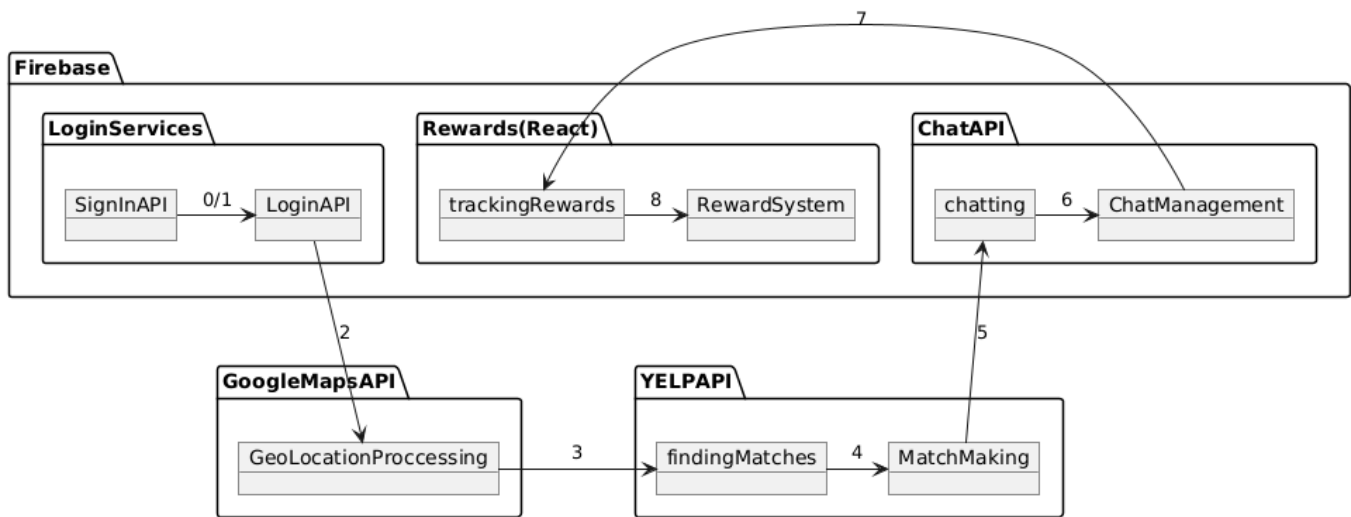 7
Firebase
LoginServices
Rewards(React)
ChatAPI
SignInAPI
0/1
LoginAPI
trackingRewards
8
RewardSystem
chatting
6
ChatManagement
2
5
GoogleMapsAPI
YELPAPI
GeoLocationProccessing
3
findingMatches
4
MatchMaking